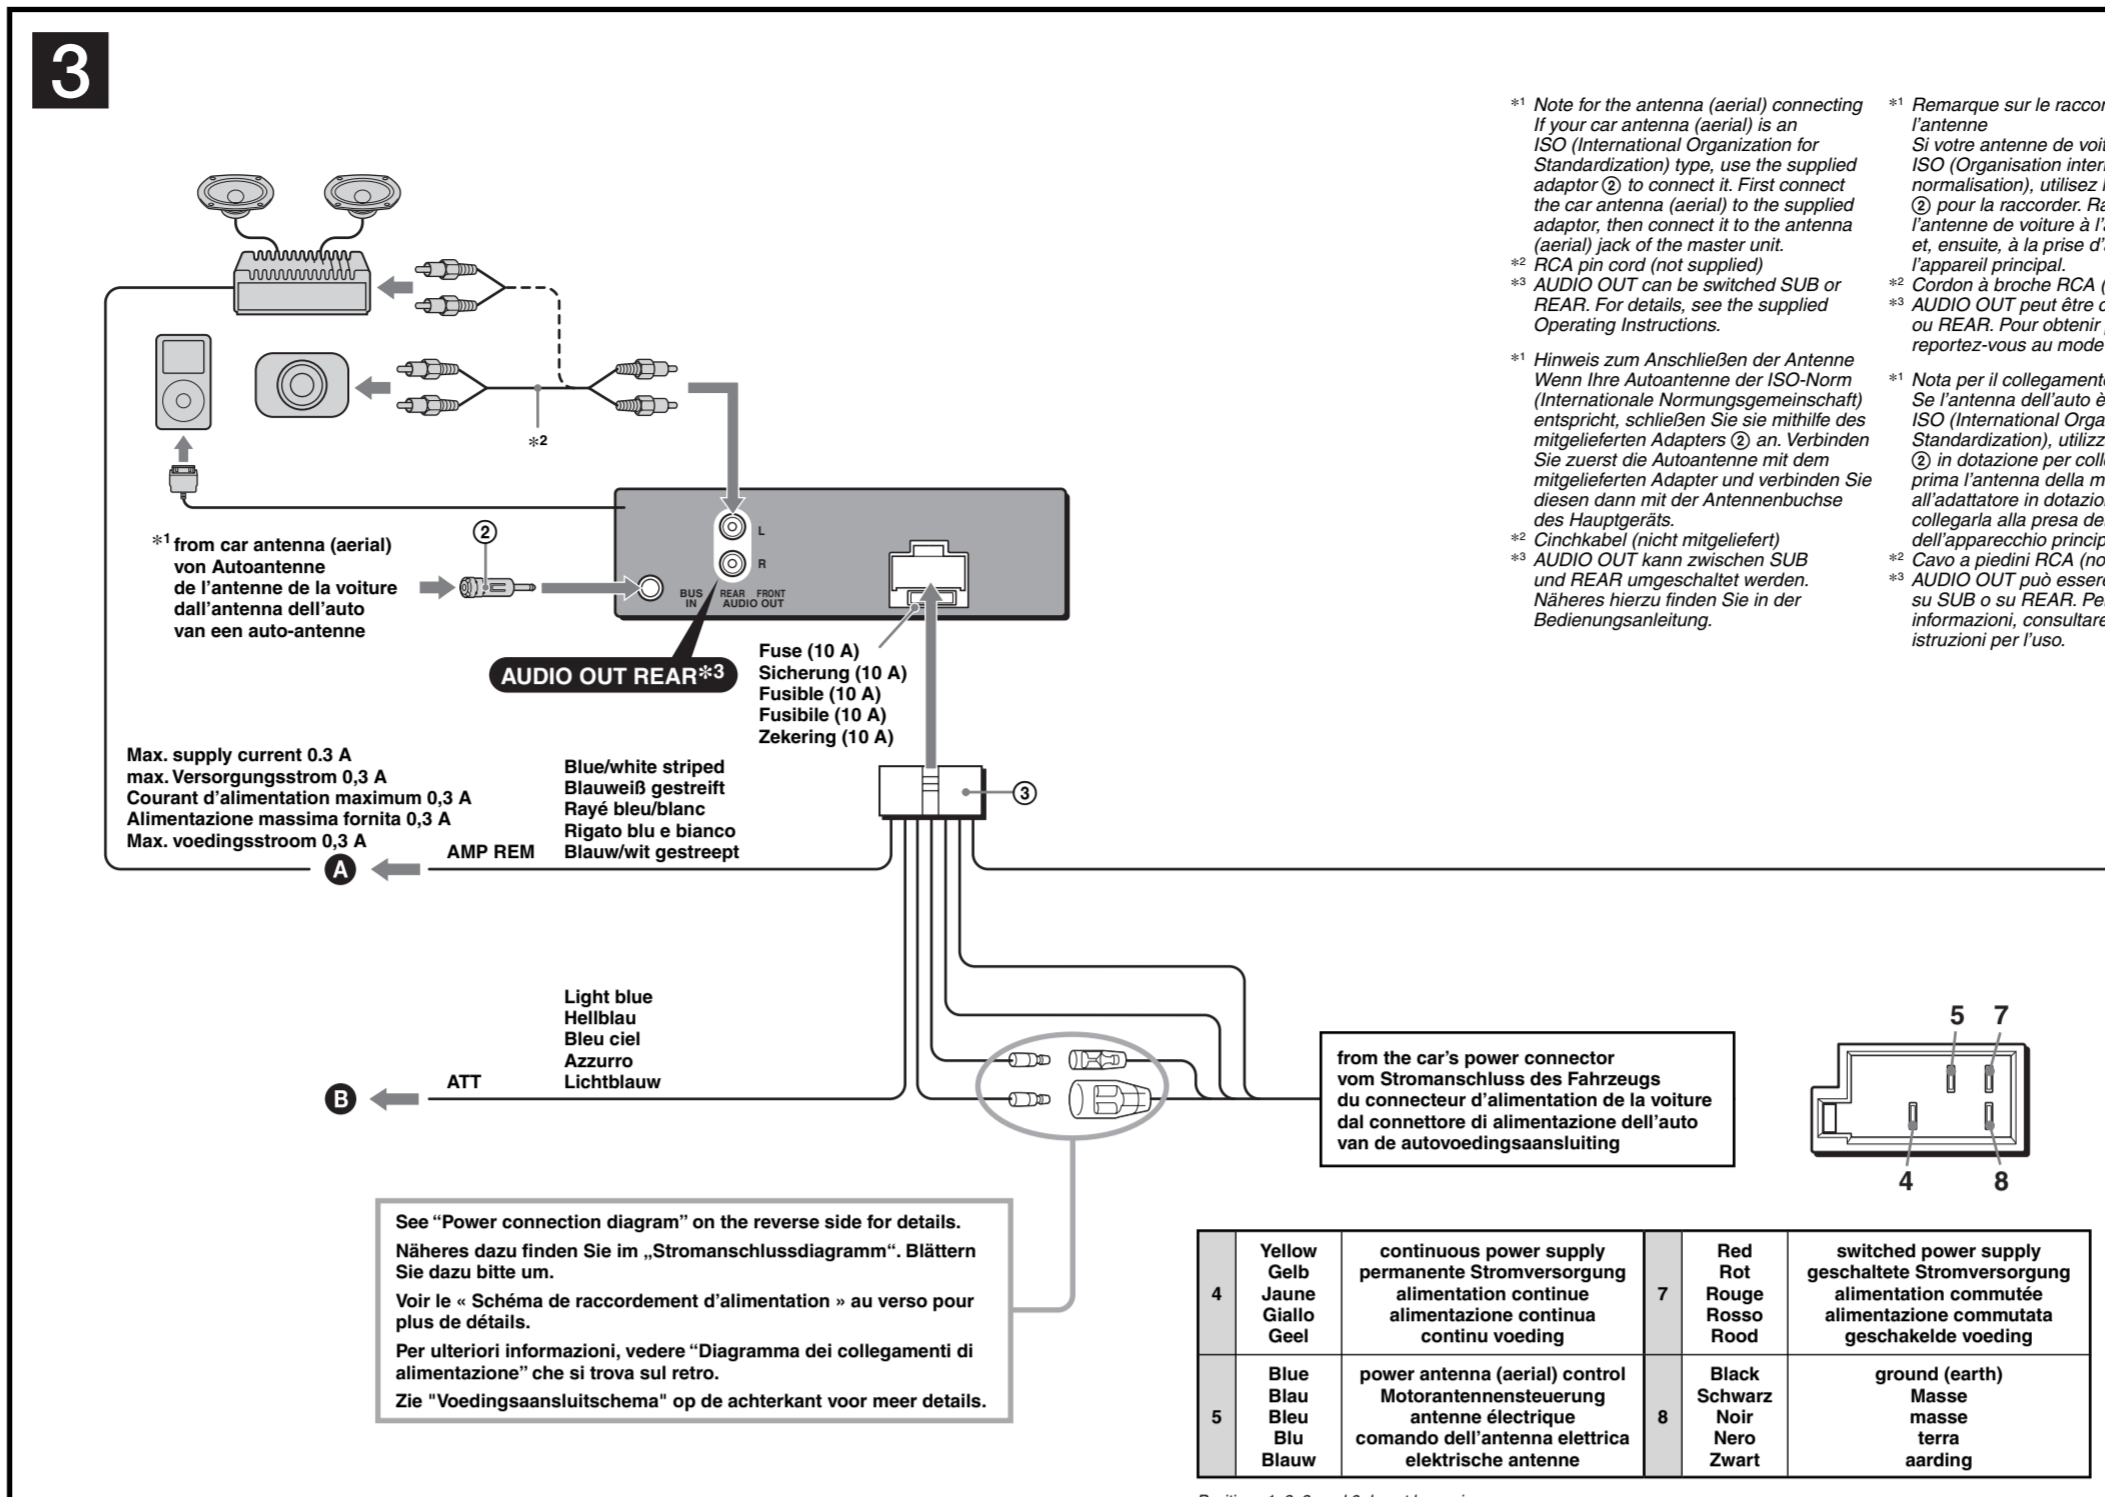 3
*1 Note for the antenna (aerial) connecting
If your car antenna (aerial) is an
ISO (International Organization for
Standardization) type, use the supplied
adaptor ② to connect it. First connect
the car antenna (aerial) to the supplied
adaptor, then connect it to the antenna
(aerial) jack of the master unit.
*2 RCA pin cord (not supplied)
*3 AUDIO OUT can be switched SUB or
REAR. For details, see the supplied
Operating Instructions.
*1 Hinweis zum Anschließen der Antenne
Wenn Ihre Autoantenne der ISO-Norm
(Internationale Normungsgemeinschaft)
entspricht, schließen Sie sie mithilfe des
mitgelieferten Adapters ② an. Verbinden
Sie zuerst die Autoantenne mit dem
mitgelieferten Adapter und verbinden Sie
diesen dann mit der Antennenbuchse
des Hauptgeräts.
*2 Cinchkabel (nicht mitgeliefert)
*3 AUDIO OUT kann zwischen SUB
und REAR umgeschaltet werden.
Näheres hierzu finden Sie in der
Bedienungsanleitung.
*1 Remarque sur le
l'antenne
Si votre antenne de
ISO (Organisation
normalisation), utilisez
② pour la raccorder.
l'antenne de voiture à
et, ensuite, à la prise
l'appareil principal.
*2 Cordon à broche RCA (
*3 AUDIO OUT peut être
ou REAR. Pour obtenir
reportez-vous au mode
*1 Nota per il
Se l'antenna dell'auto è
ISO (International
Standardization),
② in dotazione per
prima l'antenna della
all'adattatore in
collegarla alla presa
dell'apparecchio
*2 Cavo a piedini RCA
*3 AUDIO OUT può
su SUB o su REAR.
informazioni,
istruzioni per l'uso.
*2
*1 from car antenna (aerial)
von Autoantenne
de l'antenne de la voiture
dall'antenna dell'auto
van een auto-antenne
②
L
R
BUS IN
REAR FRONT
AUDIO OUT
AUDIO OUT REAR*3
Fuse (10 A)
Sicherung (10 A)
Fusible (10 A)
Fusibile (10 A)
Zekering (10 A)
Max. supply current 0.3 A
max. Versorgungsstrom 0,3 A
Courant d'alimentation maximum 0,3 A
Alimentazione massima fornita 0,3 A
Max. voedingsstroom 0,3 A
Blue/white striped
Blauweiß gestreift
Rayé bleu/blanc
Rigato blu e bianco
Blauw/wit gestreept
③
A
AMP REM
Light blue
Hellblau
Bleu ciel
Azzurro
Lichtblauw
B
ATT
from the car's power connector
vom Stromanschluss des Fahrzeugs
du connecteur d'alimentation de la voiture
dal connettore di alimentazione dell'auto
van de autovoedingsaansluiting
5 7
4 8
See “Power connection diagram” on the reverse side for details.
Näheres dazu finden Sie im „Stromanschlussdiagramm“. Blättern
Sie dazu bitte um.
Voir le « Schéma de raccordement d'alimentation » au verso pour
plus de détails.
Per ulteriori informazioni, vedere “Diagramma dei collegamenti di
alimentazione” che si trova sul retro.
Zie "Voedingsaansluitschema" op de achterkant voor meer details.
4
Yellow
Gelb
Jaune
Giallo
Geel
continuous power supply
permanente Stromversorgung
alimentation continue
alimentazione continua
continu voeding
7
Red
Rot
Rouge
Rosso
Rood
switched power supply
geschaltete Stromversorgung
alimentation commutée
alimentazione commutata
geschakelde voeding
5
Blue
Blau
Bleu
Blu
Blauw
power antenna (aerial) control
Motorantennensteuerung
antenne électrique
comando dell'antenna elettrica
elektrische antenne
8
Black
Schwarz
Noir
Nero
Zwart
ground (earth)
Masse
masse
terra
aarding